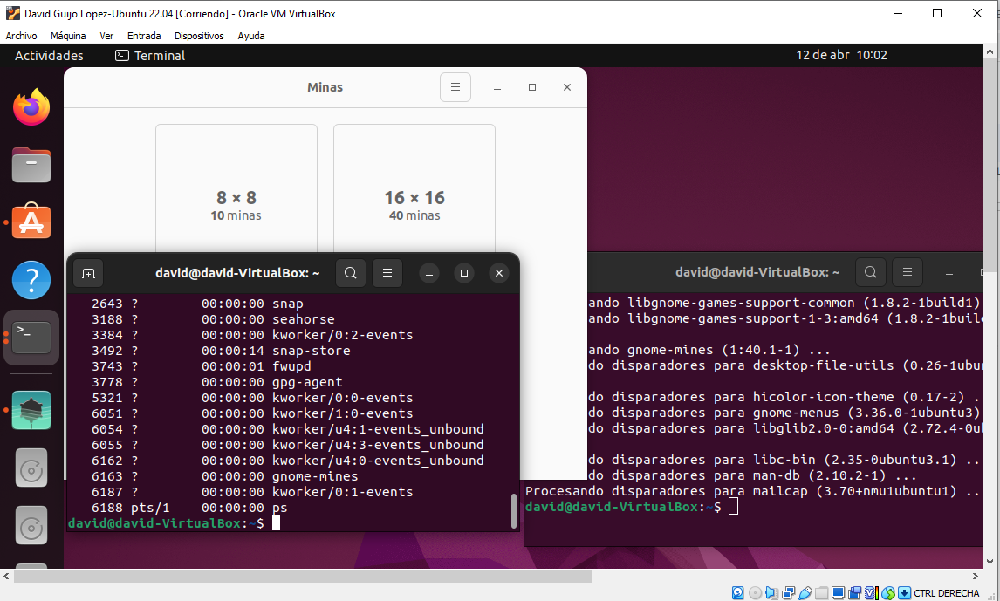 David Guijo Lopez-Ubuntu 22.04 [Corriendo] - Oracle VM VirtualBox
Archivo Máquina Ver Entrada Dispositivos Ayuda
Actividades Terminal 12 de abr 10:02
Minas
8 × 8
10 minas
16 × 16
40 minas
david@david-VirtualBox: ~
2643 ? 00:00:00 snap
3188 ? 00:00:00 seahorse
3384 ? 00:00:00 kworker/0:2-events
3492 ? 00:00:14 snap-store
3743 ? 00:00:01 fwupd
3778 ? 00:00:00 gpg-agent
5321 ? 00:00:00 kworker/0:0-events
6051 ? 00:00:00 kworker/1:0-events
6054 ? 00:00:00 kworker/u4:1-events_unbound
6055 ? 00:00:00 kworker/u4:3-events_unbound
6162 ? 00:00:00 kworker/u4:0-events_unbound
6163 ? 00:00:00 gnome-mines
6187 ? 00:00:00 kworker/0:1-events
6188 pts/1 00:00:00 ps
david@david-VirtualBox:~$
david@david-VirtualBox: ~
ando libgnome-games-support-common (1.8.2-1build1)
ando libgnome-games-support-1-3:amd64 (1.8.2-1buil
ando gnome-mines (1:40.1-1) ...
do disparadores para desktop-file-utils (0.26-1ubu
do disparadores para hicolor-icon-theme (0.17-2) .
do disparadores para gnome-menus (3.36.0-1ubuntu3)
do disparadores para libglib2.0-0:amd64 (2.72.4-0u
do disparadores para libc-bin (2.35-0ubuntu3.1) ...
do disparadores para man-db (2.10.2-1) ...
Procesando disparadores para mailcap (3.70+nmu1ubuntu1) ...
david@david-VirtualBox:~$
CTRL DERECHA